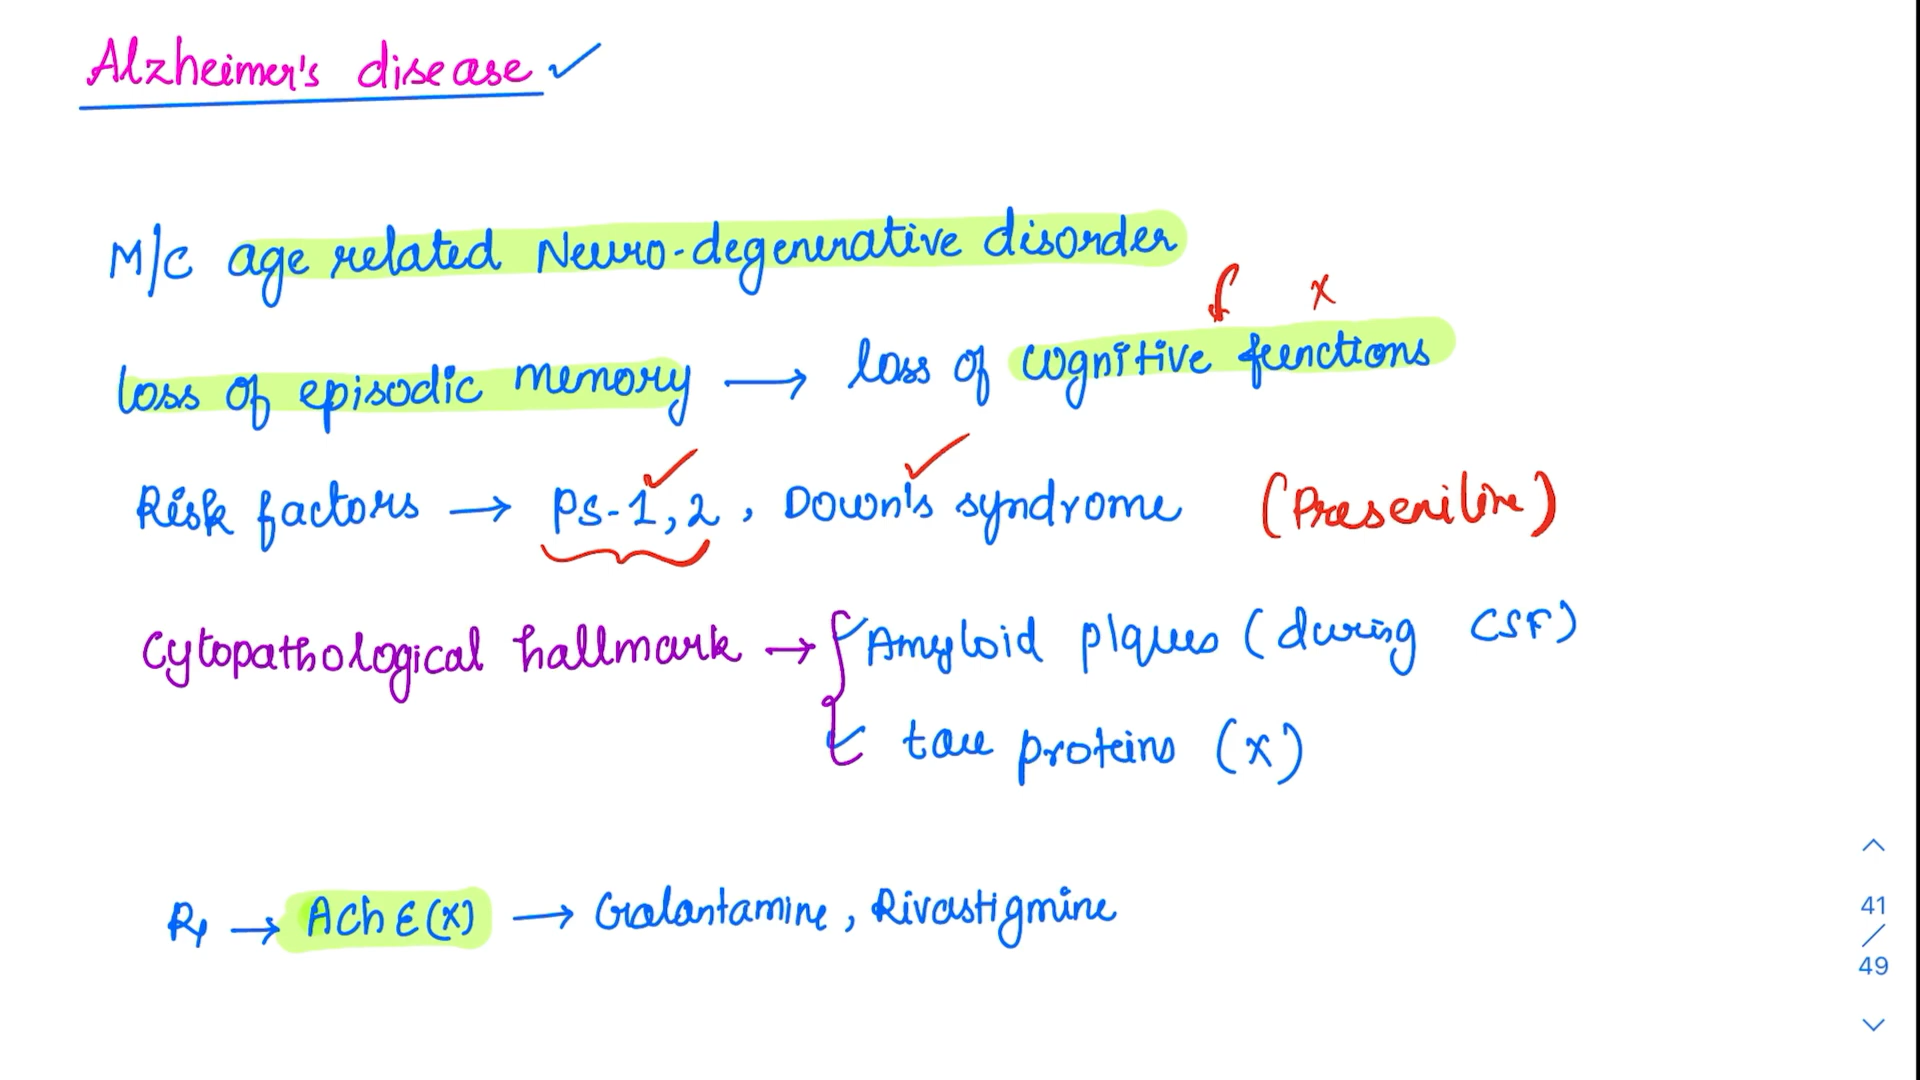 Alzheimer's disease ✓
M/C age related Neuro-degenerative disorder
x
loss of episodic memory → loss of cognitive functions
Risk factors → PS-1,2, Down's syndrome (Presenilin)
Cytopathological hallmark → Amyloid plques (during CSF)
tau proteins (x)
Rx → AChE(x) → Galantamine, Rivastigmine
41
/
49